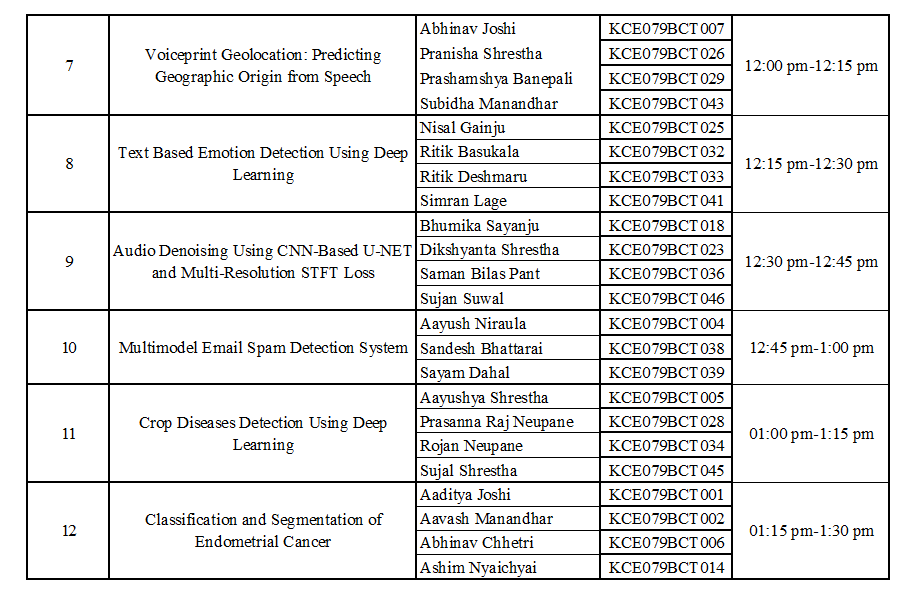 7
Voiceprint Geolocation: Predicting
Geographic Origin from Speech
Abhinav Joshi KCE079BCT007
Pranisha Shrestha KCE079BCT026
Prashamshya Banepali KCE079BCT029
Subidha Manandhar KCE079BCT043
12:00 pm-12:15 pm
8
Text Based Emotion Detection Using Deep
Learning
Nisal Gainju KCE079BCT025
Ritik Basukala KCE079BCT032
Ritik Deshmaru KCE079BCT033
Simran Lage KCE079BCT041
12:15 pm-12:30 pm
9
Audio Denoising Using CNN-Based U-NET
and Multi-Resolution STFT Loss
Bhumika Sayanju KCE079BCT018
Dikshyanta Shrestha KCE079BCT023
Saman Bilas Pant KCE079BCT036
Sujan Suwal KCE079BCT046
12:30 pm-12:45 pm
10
Multimodel Email Spam Detection System
Aayush Niraula KCE079BCT004
Sandesh Bhattarai KCE079BCT038
Sayam Dahal KCE079BCT039
12:45 pm-1:00 pm
11
Crop Diseases Detection Using Deep
Learning
Aayushya Shrestha KCE079BCT005
Prasanna Raj Neupane KCE079BCT028
Rojan Neupane KCE079BCT034
Sujal Shrestha KCE079BCT045
01:00 pm-1:15 pm
12
Classification and Segmentation of
Endometrial Cancer
Aaditya Joshi KCE079BCT001
Aavash Manandhar KCE079BCT002
Abhinav Chhetri KCE079BCT006
Ashim Nyaichyai KCE079BCT014
01:15 pm-1:30 pm